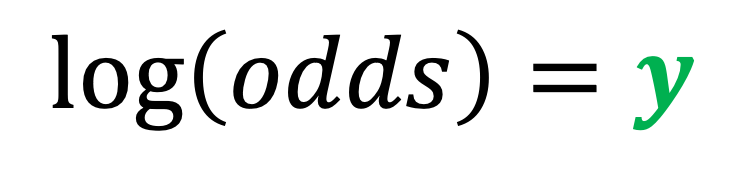 log(odds) = y